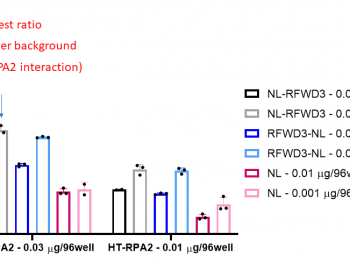 est ratio
er background
PA2 interaction)
NL-RFWD3 - 0.0
NL-RFWD3 - 0.0
RFWD3-NL - 0.0
RFWD3-NL - 0.0
NL - 0.01 µg/96w
NL - 0.001 µg/96
A2 - 0.03 µg/96well HT-RPA2 - 0.01 µg/96well